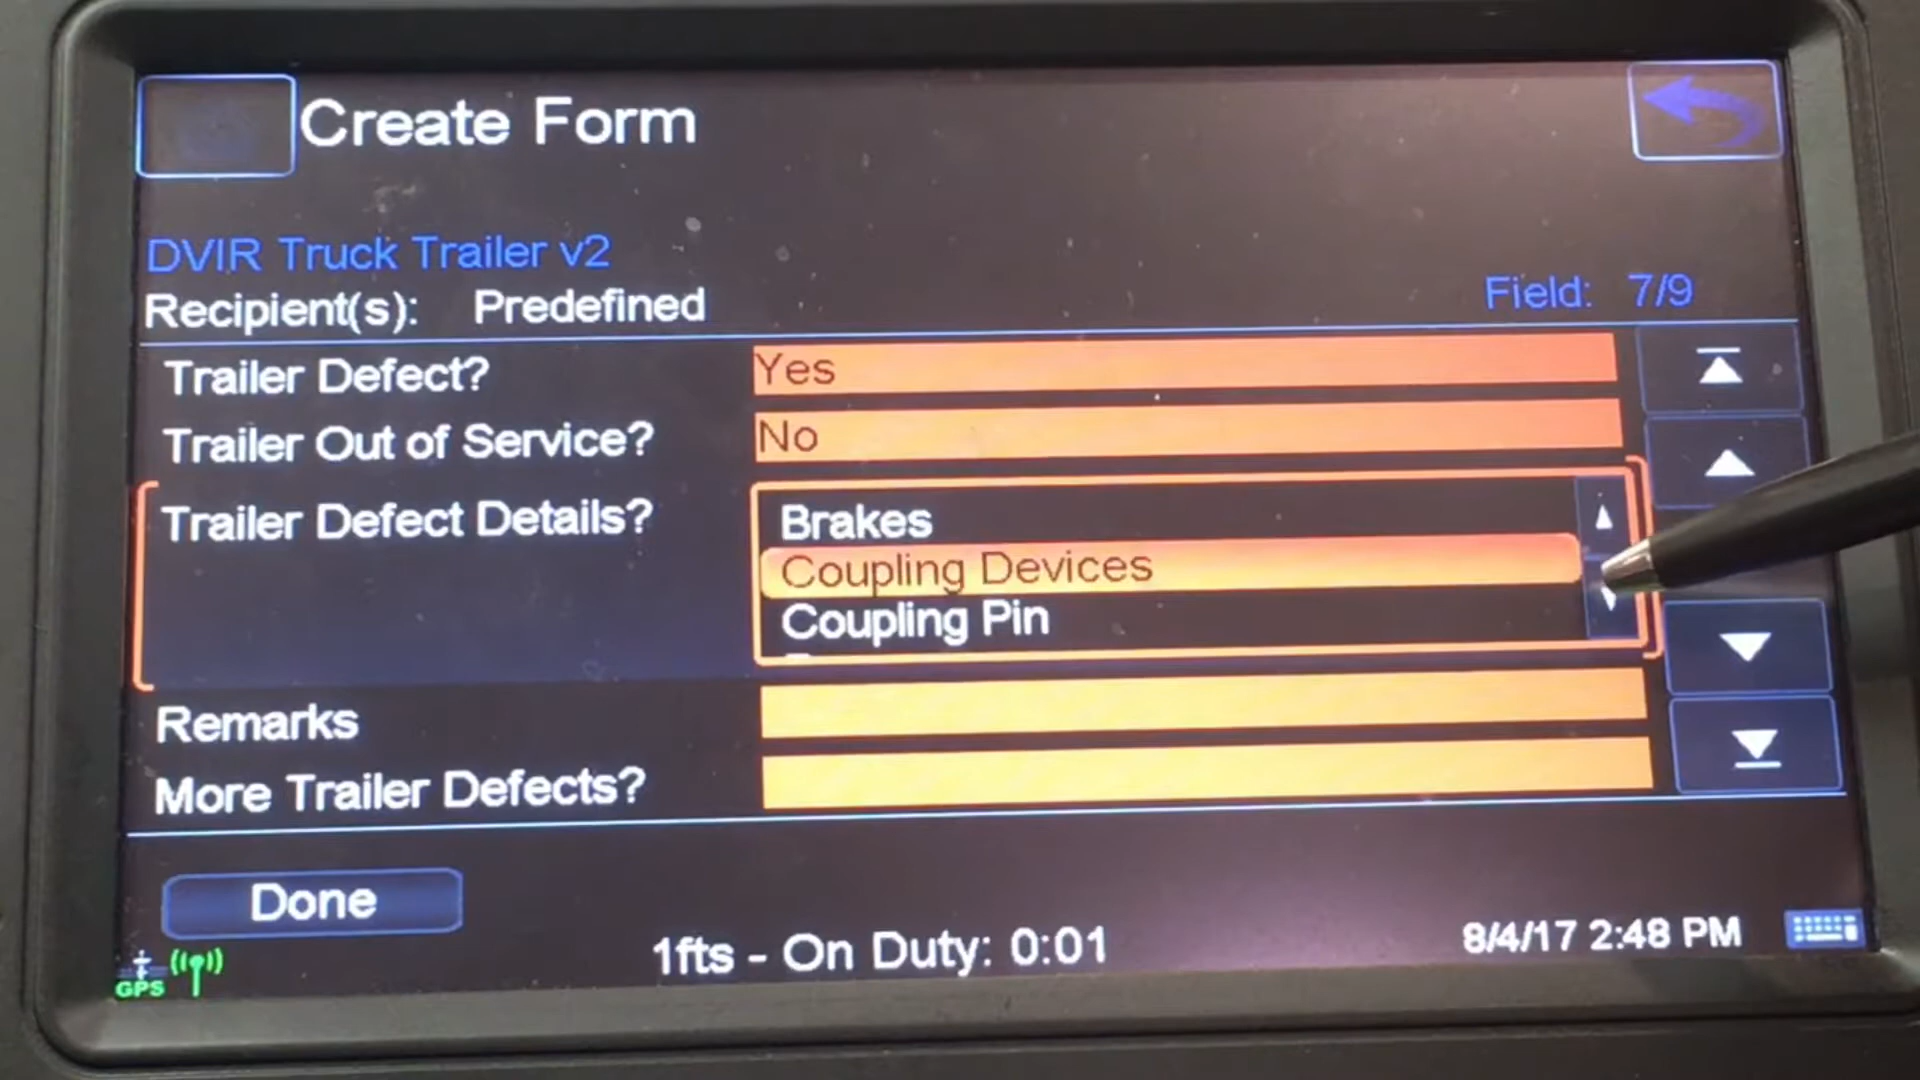 Create Form
DVIR Truck Trailer v2
Recipient(s): Predefined
Field: 7/9
Trailer Defect? Yes
Trailer Out of Service? No
Trailer Defect Details? Brakes
Coupling Devices
Coupling Pin
Remarks
More Trailer Defects?
Done
1fts - On Duty: 0:01
8/4/17 2:48 PM
GPS